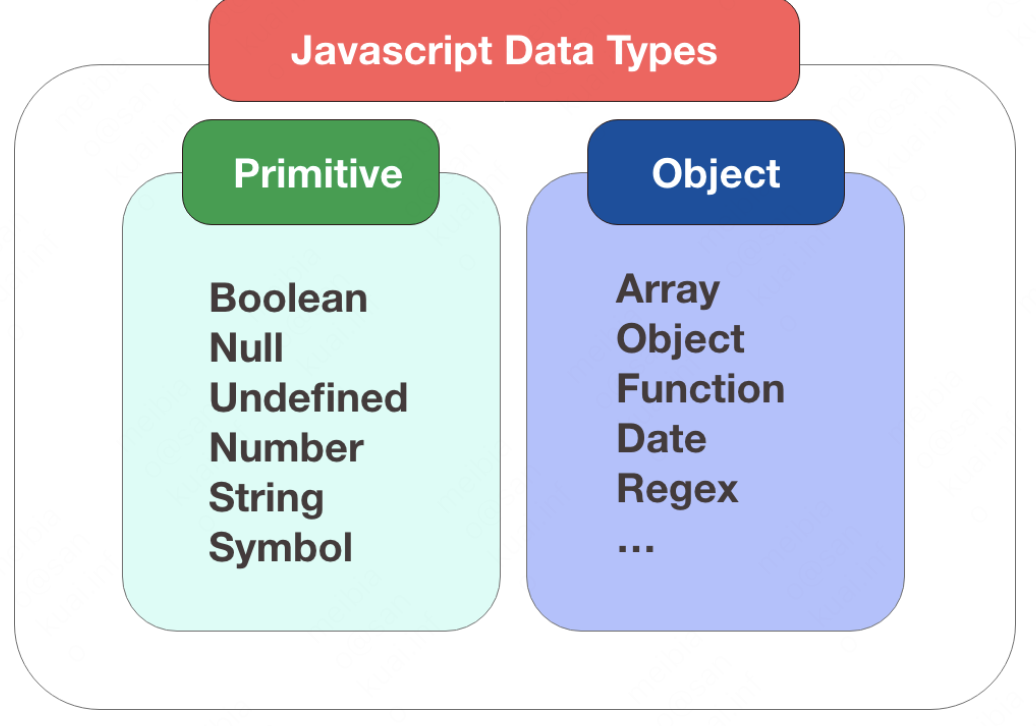 Javascript Data Types
Primitive
Boolean
Null
Undefined
Number
String
Symbol
Object
Array
Object
Function
Date
Regex
...